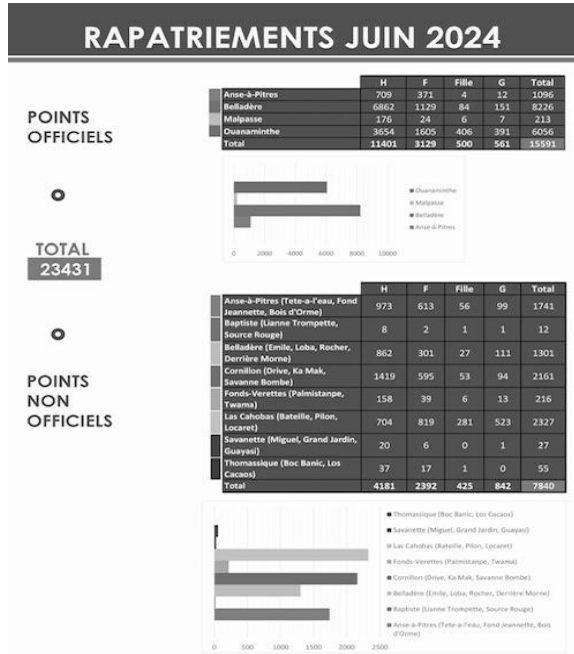 RAPATRIEMENTS JUIN 2024
POINTS
OFFICIELS
H F Fille G Total
Anse-à-Pitres 709 371 4 12 1096
Belladère 6862 1129 84 151 8226
Malpasse 176 24 6 7 213
Ouanaminthe 3654 1605 406 391 6056
Total 11401 3129 500 561 15591
Ouanaminthe
Malpasse
Belladère
Anse-à-Pitres
0 2000 4000 6000 8000 10000
TOTAL
23431
POINTS
NON
OFFICIELS
H F Fille G Total
Anse-à-Pitres (Tete-a-l'eau, Fond
Jeannette, Bois d'Orme) 973 613 56 99 1741
Baptiste (Lianne Trompette,
Source Rouge) 8 2 1 1 12
Belladère (Emile, Loba, Rocher,
Derrière Morne) 862 301 27 111 1301
Cornillon (Drive, Ka Mak,
Savanne Bombe) 1419 595 53 94 2161
Fonds-Verettes (Palmistanpe,
Twama) 158 39 6 13 216
Las Cahobas (Bateille, Pilon,
Locaret) 704 819 281 523 2327
Savanette (Miguel, Grand Jardin,
Guayasi) 20 6 0 1 27
Thomassique (Boc Banic, Los
Cacaos) 37 17 1 0 55
Total 4181 2392 425 842 7840
Thomassique (Boc Banic, Los Cacaos)
Savanette (Miguel, Grand Jardin, Guayasi)
Las Cahobas (Bateille, Pilon, Locaret)
Fonds-Verettes (Palmistanpe, Twama)
Cornillon (Drive, Ka Mak, Savanne Bombe)
Belladère (Emile, Loba, Rocher, Derrière Morne)
Baptiste (Lianne Trompette, Source Rouge)
Anse-à-Pitres (Tete-a-l'eau, Fond Jeannette, Bois
d'Orme)
0 500 1000 1500 2000 2500